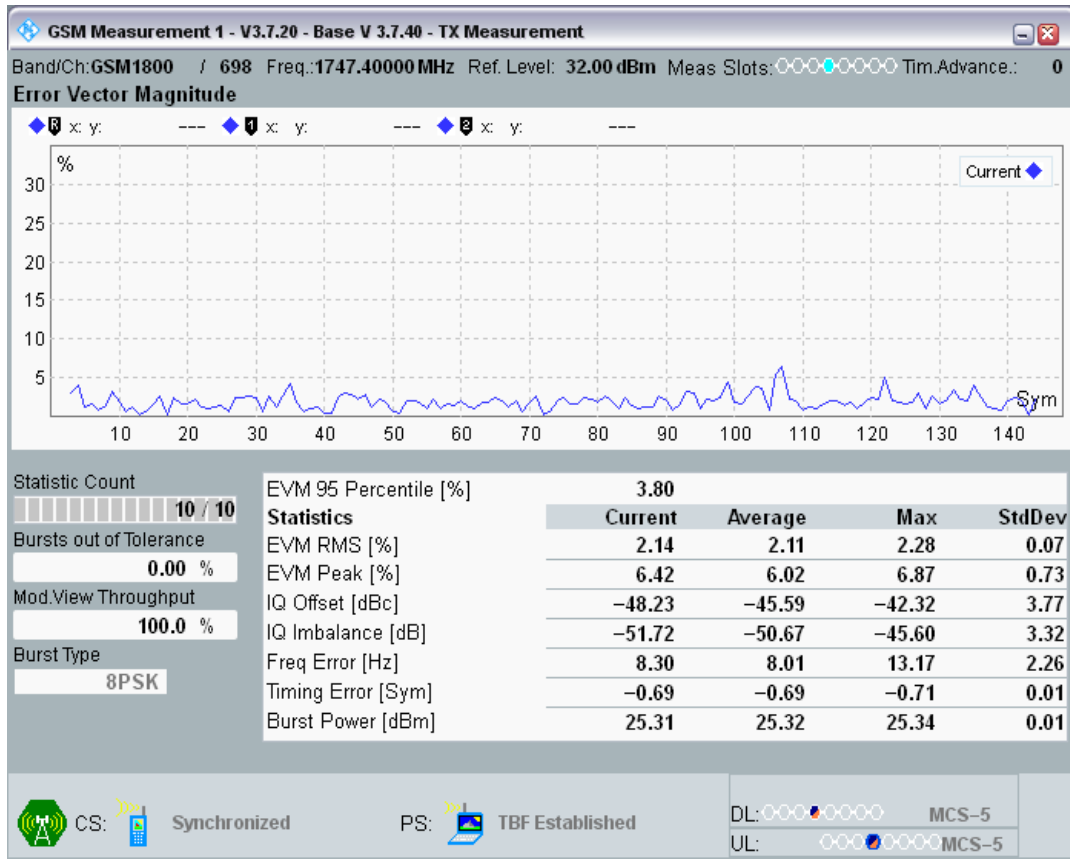 GSM Measurement 1 - V3.7.20 - Base V 3.7.40 - TX Measurement
Band/Ch:GSM1800 / 698 Freq.:1747.40000 MHz Ref. Level: 32.00 dBm Meas Slots: Tim.Advance.: 0
Error Vector Magnitude
R x: y: --- 1 x: y: --- 2 x: y: ---
%
Current
30
25
20
15
10
5
Sym
10 20 30 40 50 60 70 80 90 100 110 120 130 140
Statistic Count
10 / 10
Bursts out of Tolerance
0.00 %
Mod.View Throughput
100.0 %
Burst Type
8PSK
EVM 95 Percentile [%] 3.80
Statistics Current Average Max StdDev
EVM RMS [%] 2.14 2.11 2.28 0.07
EVM Peak [%] 6.42 6.02 6.87 0.73
IQ Offset [dBc] −48.23 −45.59 −42.32 3.77
IQ Imbalance [dB] −51.72 −50.67 −45.60 3.32
Freq Error [Hz] 8.30 8.01 13.17 2.26
Timing Error [Sym] −0.69 −0.69 −0.71 0.01
Burst Power [dBm] 25.31 25.32 25.34 0.01
CS: Synchronized PS: TBF Established
DL: MCS−5
UL: MCS−5